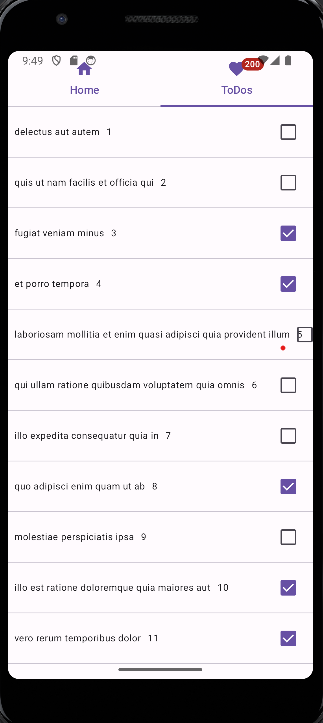 9:49
200
Home ToDos
delectus aut autem 1
quis ut nam facilis et officia qui 2
fugiat veniam minus 3
et porro tempora 4
laboriosam mollitia et enim quasi adipisci quia provident illum 5
qui ullam ratione quibusdam voluptatem quia omnis 6
illo expedita consequatur quia in 7
quo adipisci enim quam ut ab 8
molestiae perspiciatis ipsa 9
illo est ratione doloremque quia maiores aut 10
vero rerum temporibus dolor 11